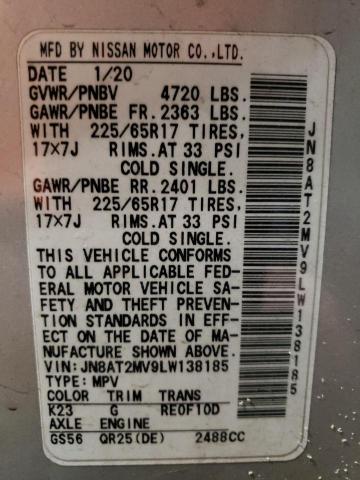 MFD BY NISSAN MOTOR CO.,LTD.
DATE 1/20
GVWR/PNBV 4720 LBS.
GAWR/PNBE FR. 2363 LBS.
WITH 225/65R17 TIRES,
17×7J RIMS.AT 33 PSI
COLD SINGLE.
GAWR/PNBE RR. 2401 LBS.
WITH 225/65R17 TIRES,
17×7J RIMS.AT 33 PSI
COLD SINGLE.
THIS VEHICLE CONFORMS
TO ALL APPLICABLE FED-
ERAL MOTOR VEHICLE SA-
FETY AND THEFT PREVEN-
TION STANDARDS IN EFF-
ECT ON THE DATE OF MA-
NUFACTURE SHOWN ABOVE.
VIN:JN8AT2MV9LW138185
TYPE:MPV
COLOR TRIM TRANS
K23 G RE0F10D
AXLE ENGINE
GS56 QR25(DE) 2488CC
JN8AT2MV9LW138185